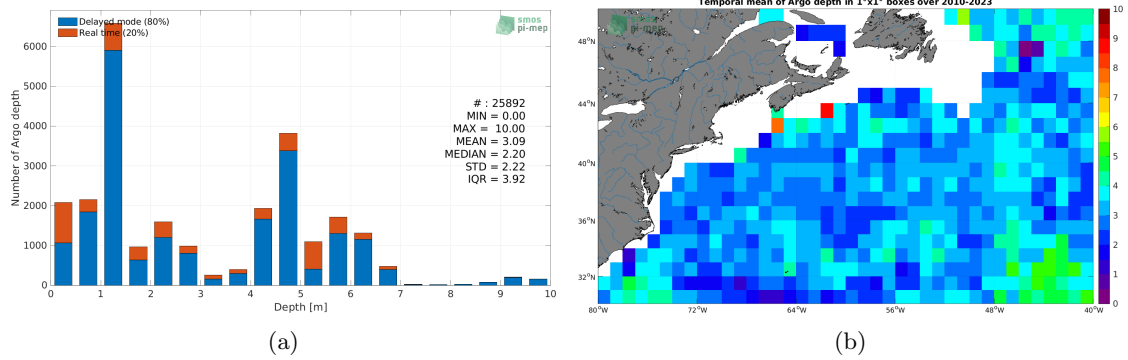 Delayed mode (80%)
Real time (20%)
smos
pi-mep
# : 25892
MIN = 0.00
MAX = 10.00
MEAN = 3.09
MEDIAN = 2.20
STD = 2.22
IQR = 3.92
Number of Argo depth
6000
5000
4000
3000
2000
1000
0
0 1 2 3 4 5 6 7 8 9 10
Depth [m]
(a)
Temporal mean of Argo depth in 1°x1° boxes over 2010-2023
smos
pi-mep
48°N
44°N
40°N
36°N
32°N
80°W 72°W 64°W 56°W 48°W 40°W
10
9
8
7
6
5
4
3
2
1
0
(b)